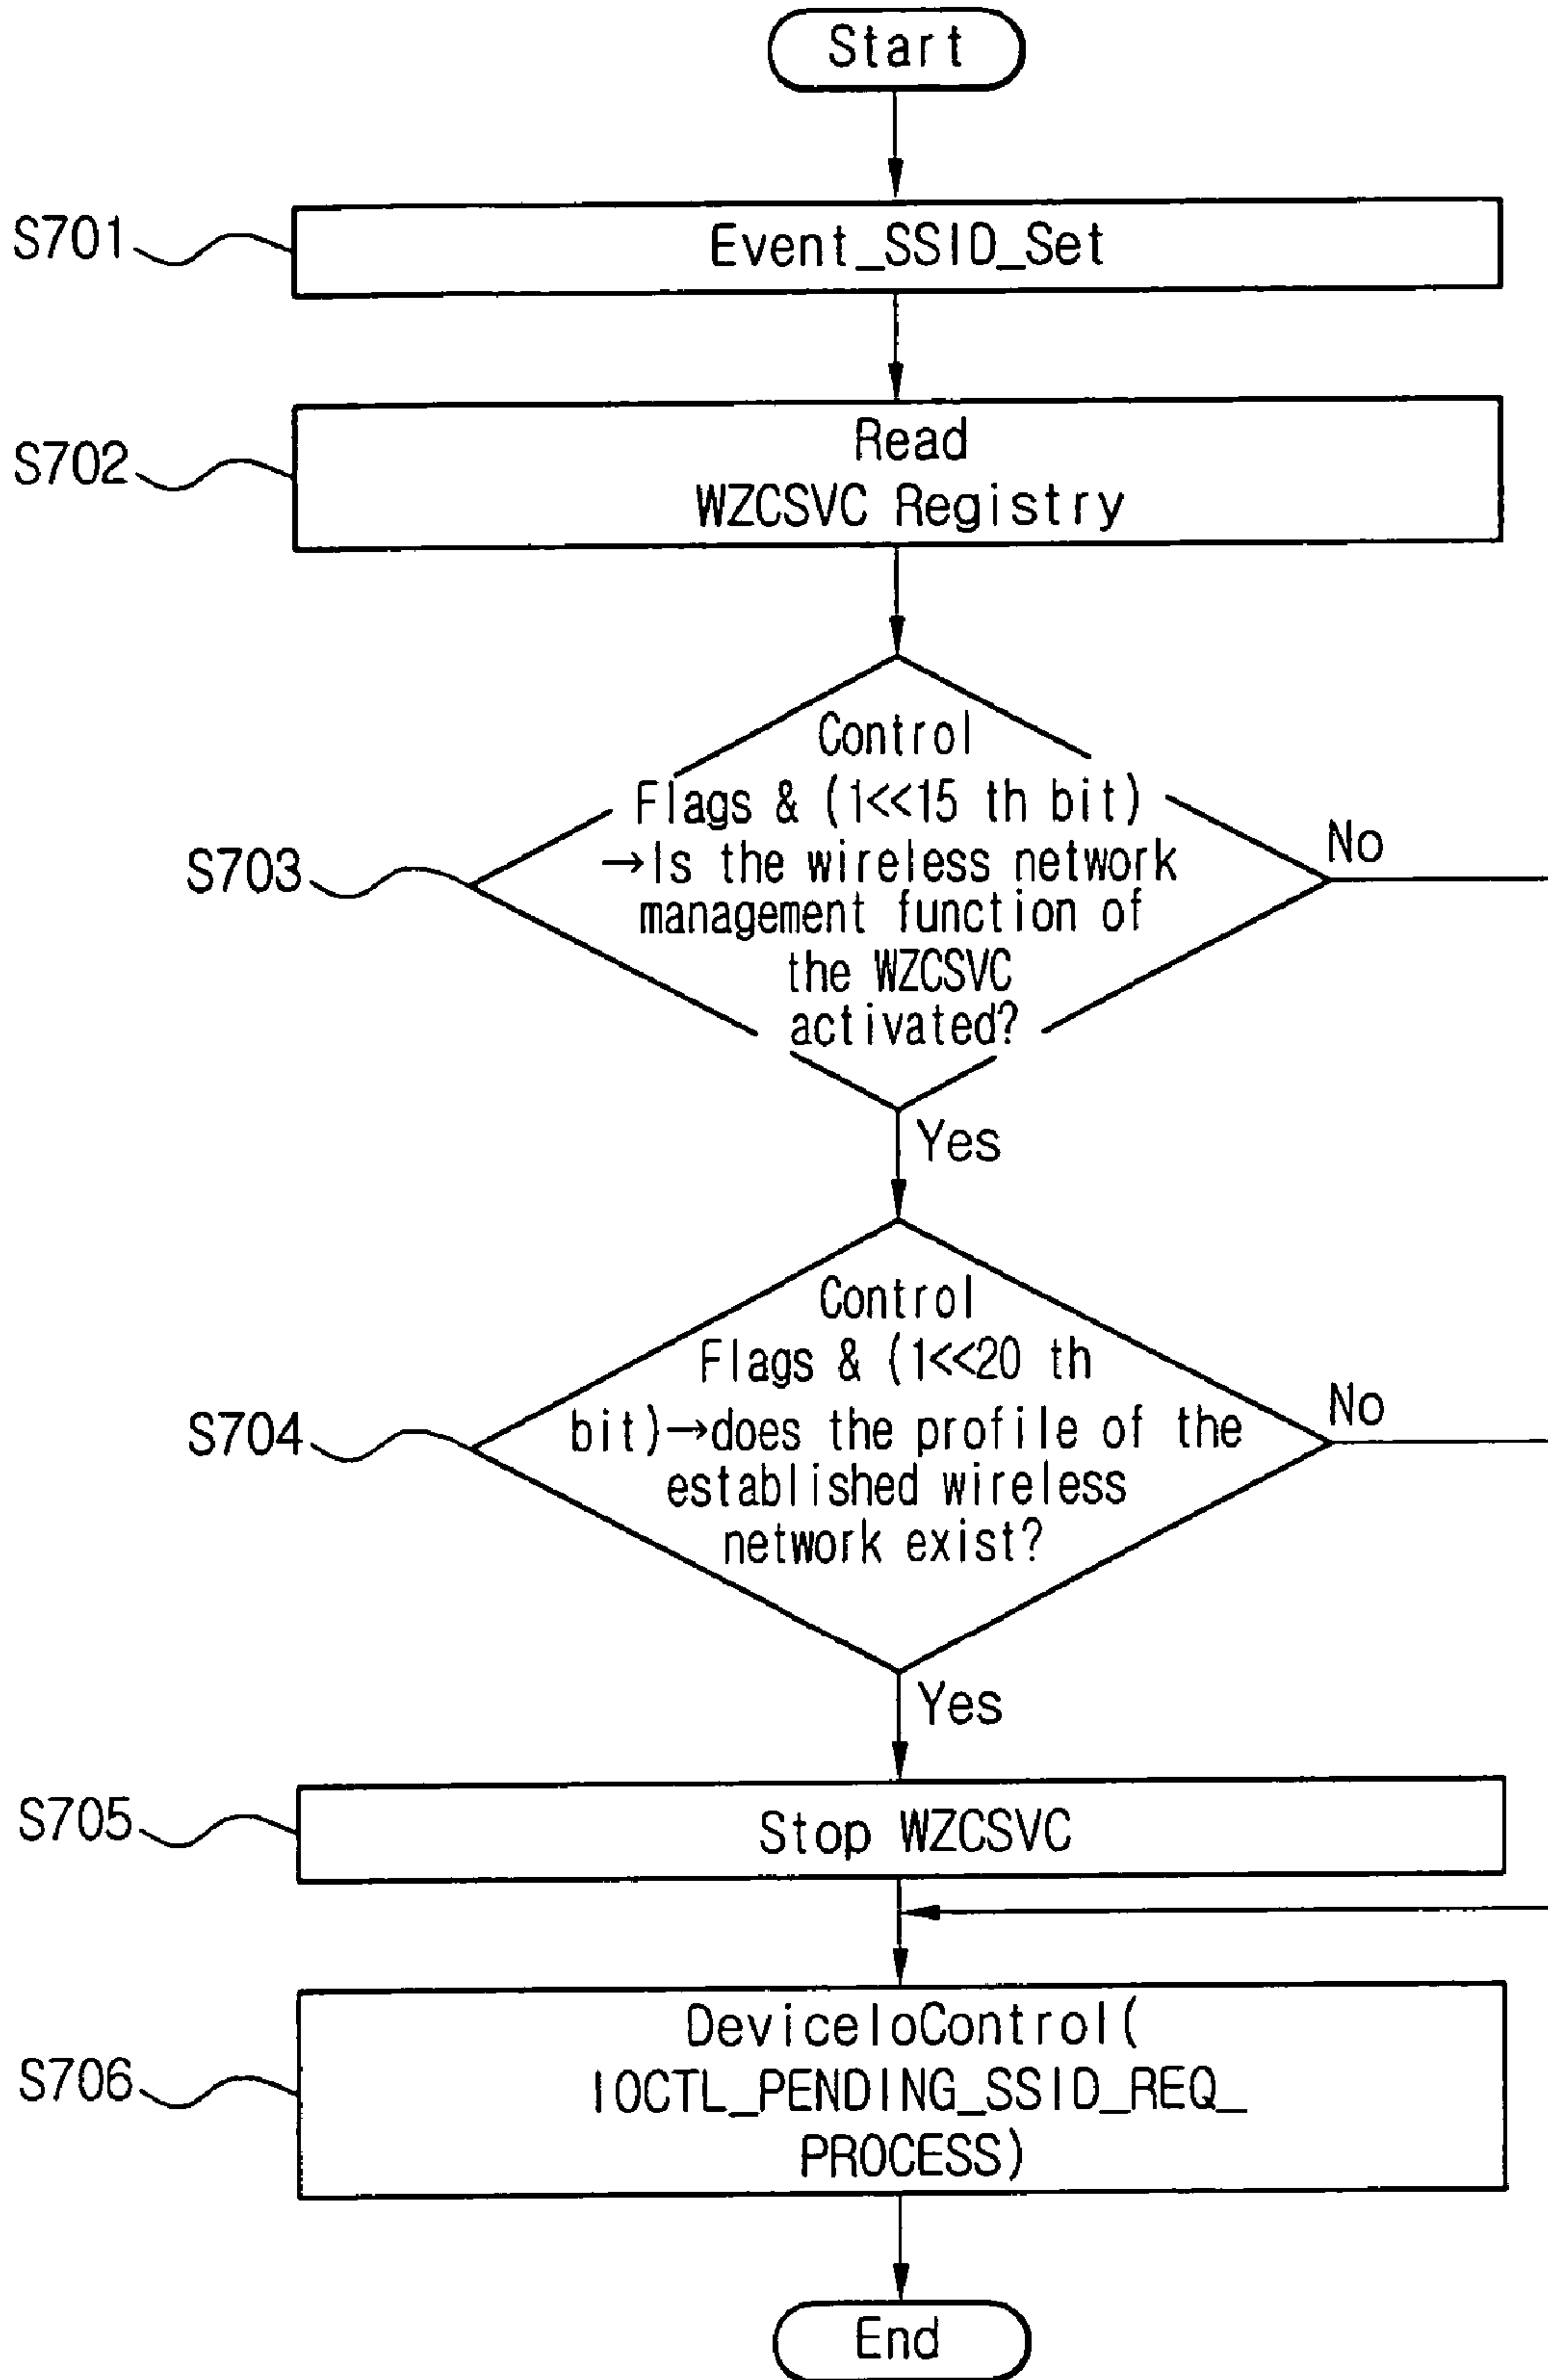 Start
S701
Event_SSID_Set
S702
Read
WZCSVC Registry
S703
Control
Flags & (1<<15 th bit)
→Is the wireless network
management function of
the WZCSVC
activated?
No
Yes
S704
Control
Flags & (1<<20 th
bit)→does the profile of the
established wireless
network exist?
No
Yes
S705
Stop WZCSVC
S706
DeviceIoControl(
IOCTL_PENDING_SSID_REQ_
PROCESS)
End